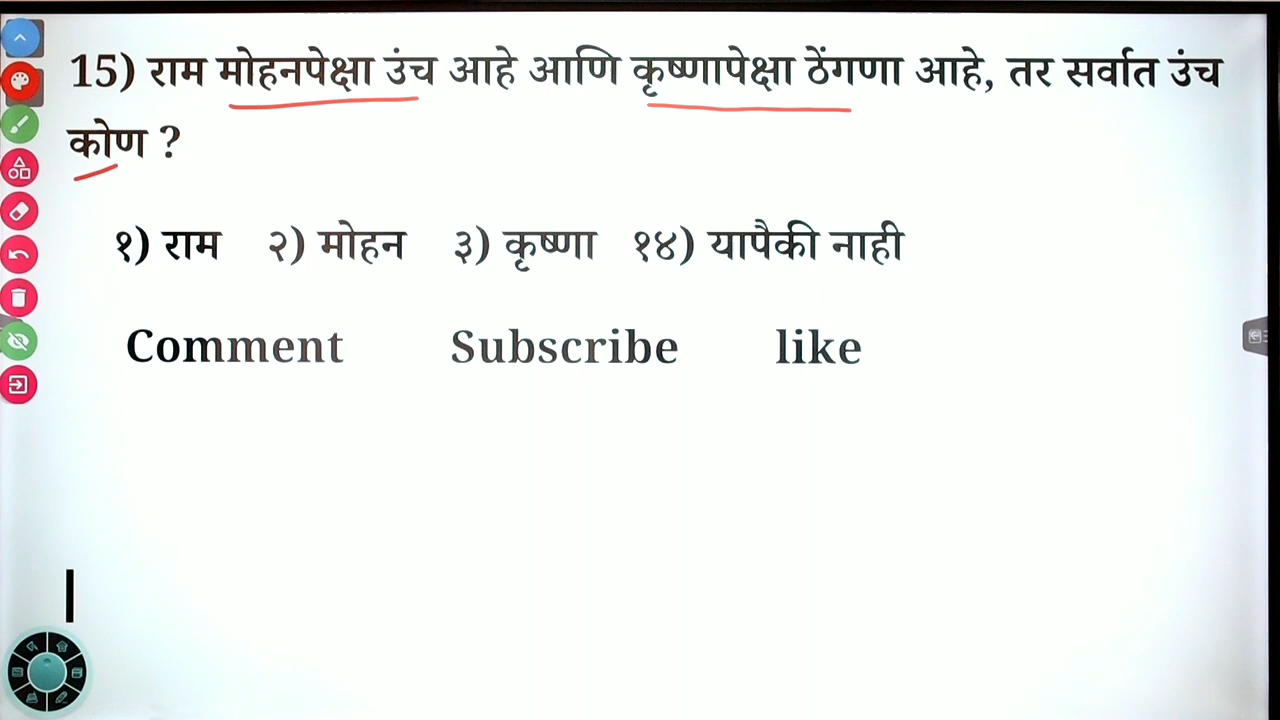 15) राम मोहनपेक्षा उंच आहे आणि कृष्णापेक्षा ठेंगणा आहे, तर सर्वात उंच
कोण ?
१) राम २) मोहन ३) कृष्णा १४) यापैकी नाही
Comment Subscribe like